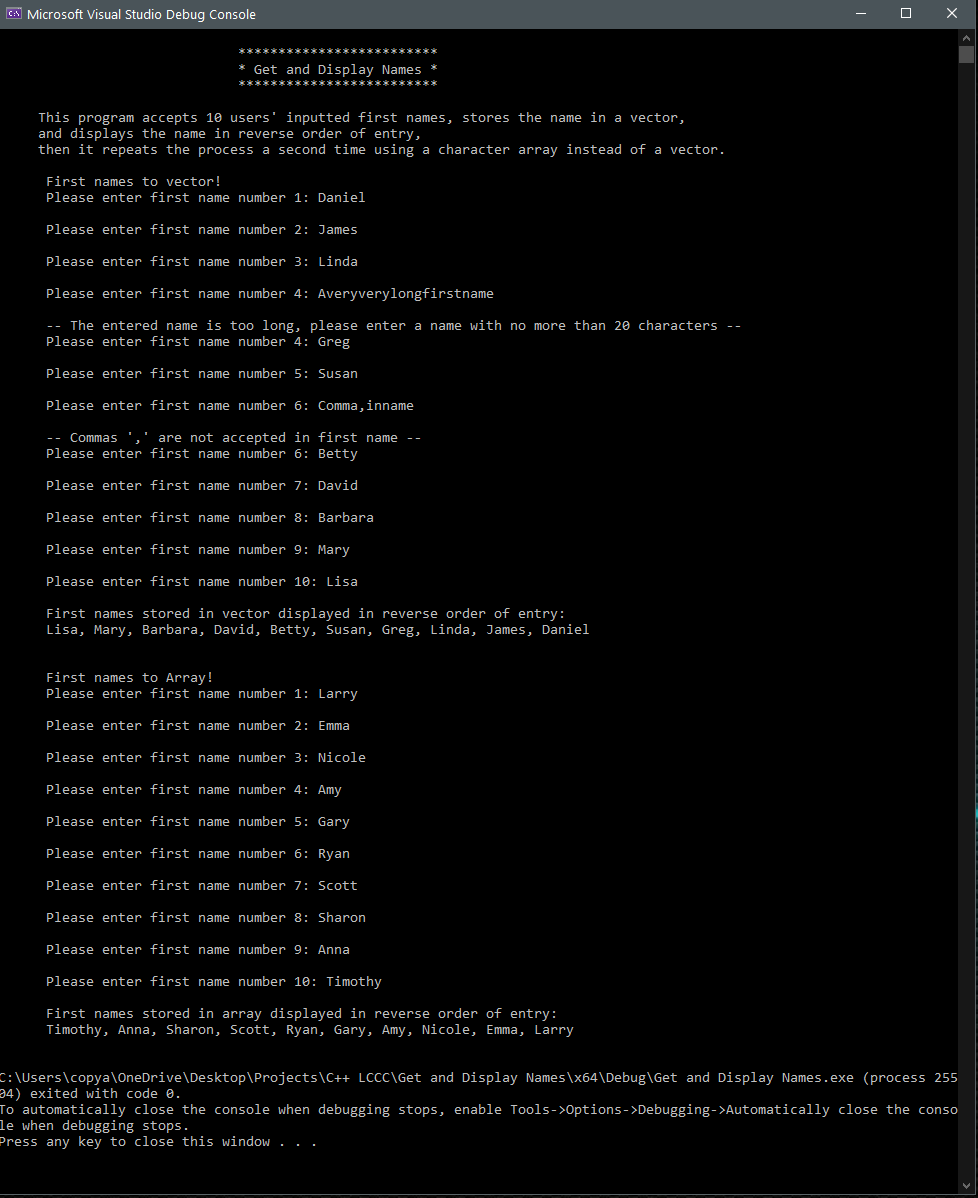 Microsoft Visual Studio Debug Console
*************************
* Get and Display Names *
*************************
This program accepts 10 users' inputted first names, stores the name in a vector,
and displays the name in reverse order of entry,
then it repeats the process a second time using a character array instead of a vector.
First names to vector!
Please enter first name number 1: Daniel
Please enter first name number 2: James
Please enter first name number 3: Linda
Please enter first name number 4: Averyverylongfirstname
-- The entered name is too long, please enter a name with no more than 20 characters --
Please enter first name number 4: Greg
Please enter first name number 5: Susan
Please enter first name number 6: Comma,inname
-- Commas ',' are not accepted in first name --
Please enter first name number 6: Betty
Please enter first name number 7: David
Please enter first name number 8: Barbara
Please enter first name number 9: Mary
Please enter first name number 10: Lisa
First names stored in vector displayed in reverse order of entry:
Lisa, Mary, Barbara, David, Betty, Susan, Greg, Linda, James, Daniel
First names to Array!
Please enter first name number 1: Larry
Please enter first name number 2: Emma
Please enter first name number 3: Nicole
Please enter first name number 4: Amy
Please enter first name number 5: Gary
Please enter first name number 6: Ryan
Please enter first name number 7: Scott
Please enter first name number 8: Sharon
Please enter first name number 9: Anna
Please enter first name number 10: Timothy
First names stored in array displayed in reverse order of entry:
Timothy, Anna, Sharon, Scott, Ryan, Gary, Amy, Nicole, Emma, Larry
C:\Users\copya\OneDrive\Desktop\Projects\C++ LCCC\Get and Display Names\x64\Debug\Get and Display Names.exe (process 255
04) exited with code 0.
To automatically close the console when debugging stops, enable Tools->Options->Debugging->Automatically close the conso
le when debugging stops.
Press any key to close this window . . .